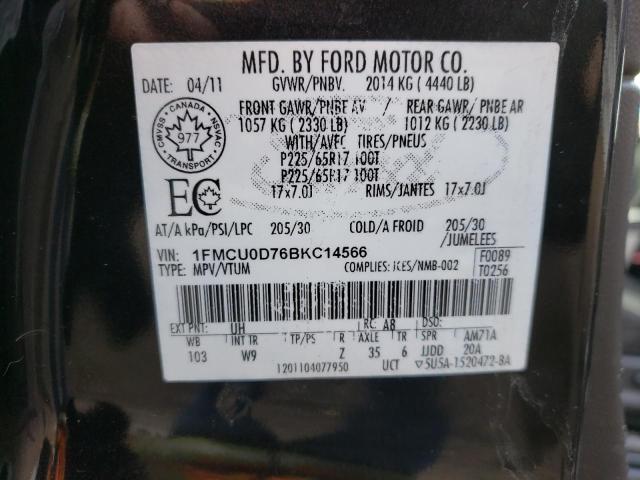 MFD. BY FORD MOTOR CO.
DATE: 04/11 GVWR/PNBV. 2014 KG ( 4440 LB)
FRONT GAWR/PNBE AV / REAR GAWR/ PNBE AR
1057 KG ( 2330 LB) 1012 KG ( 2230 LB)
WITH/AVEC TIRES/PNEUS
P225/65R17 100T
P225/65R17 100T
17x7.0J RIMS/JANTES 17x7.0J
CMVSS • CANADA • NSVAC
977
TRANSPORT
EC
AT/A kPa/PSI/LPC 205/30 COLD/A FROID 205/30
/JUMELEES
VIN: 1FMCU0D76BKC14566 F0089
TYPE: MPV/VTUM COMPLIES: ICES/NMB-002 T0256
EXT PNT: UH RC: A8 DSO:
WB INT TR TP/PS R AXLE TR SPR AM71A
103 W9 Z 35 6 JJDD 20A
1201104077950 UCT 5U5A-1520472-BA